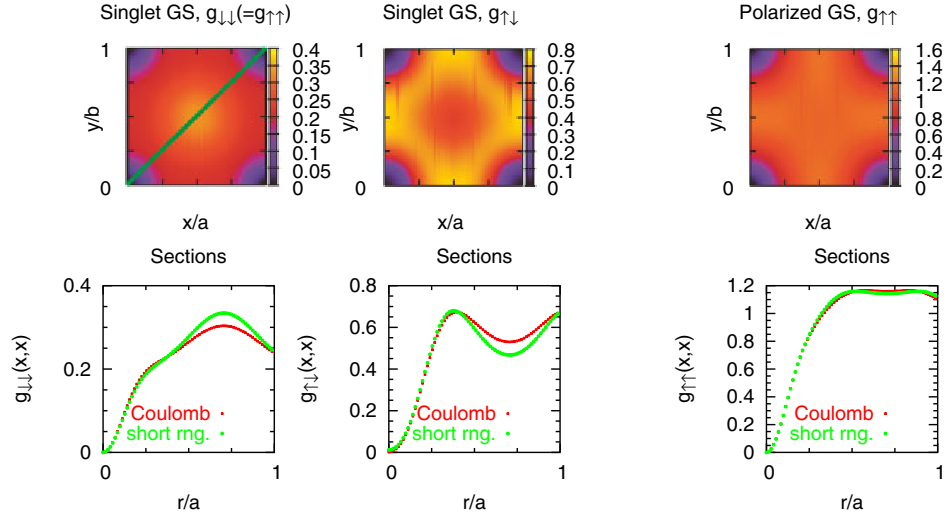 Singlet GS, g↓↓(=g↑↑)
Singlet GS, g↑↓
Polarized GS, g↑↑
1
y/b
0
x/a
0.4
0.35
0.3
0.25
0.2
0.15
0.1
0.05
0
1
y/b
0
x/a
0.8
0.7
0.6
0.5
0.4
0.3
0.2
0.1
0
1
y/b
0
x/a
1.6
1.4
1.2
1
0.8
0.6
0.4
0.2
0
Sections
g↓↓(x,x)
0.4
0.2
0
Coulomb
short rng.
0
1
r/a
Sections
g↑↓(x,x)
0.8
0.6
0.4
0.2
0
Coulomb
short rng.
0
1
r/a
Sections
g↑↑(x,x)
1.2
1
0.8
0.6
0.4
0.2
0
Coulomb
short rng.
0
1
r/a